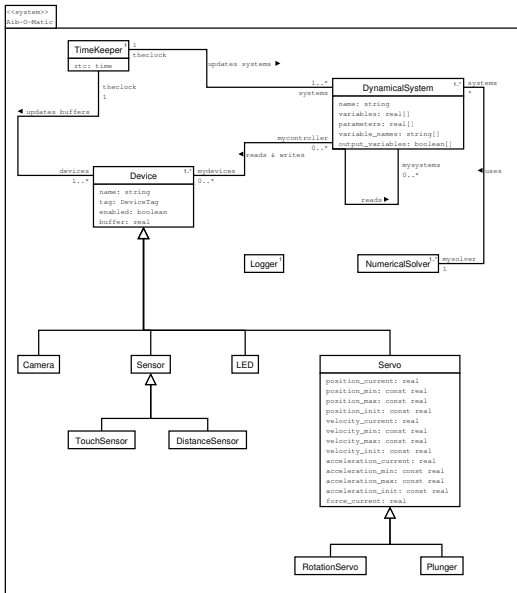 <<system>>
Aib-O-Matic
TimeKeeper 1
rtc: time
1
theclock
updates systems ►
1..*
systems
theclock
1
◄ updates buffers
devices
1..*
DynamicalSystem 1..*
name: string
variables: real[]
parameters: real[]
variable_names: string[]
output_variables: boolean[]
systems
*
mycontroller
0..*
◄ reads & writes
mydevices
0..*
Device 1..*
name: string
tag: DeviceTag
enabled: boolean
buffer: real
mysystems
0..*
reads ►
◄ uses
Logger 1
NumericalSolver 1..*
mysolver
1
Camera
Sensor
LED
Servo
position_current: real
position_min: const real
position_max: const real
position_init: const real
velocity_current: real
velocity_min: const real
velocity_max: const real
velocity_init: const real
acceleration_current: real
acceleration_min: const real
acceleration_max: const real
acceleration_init: const real
force_current: real
TouchSensor
DistanceSensor
RotationServo
Plunger